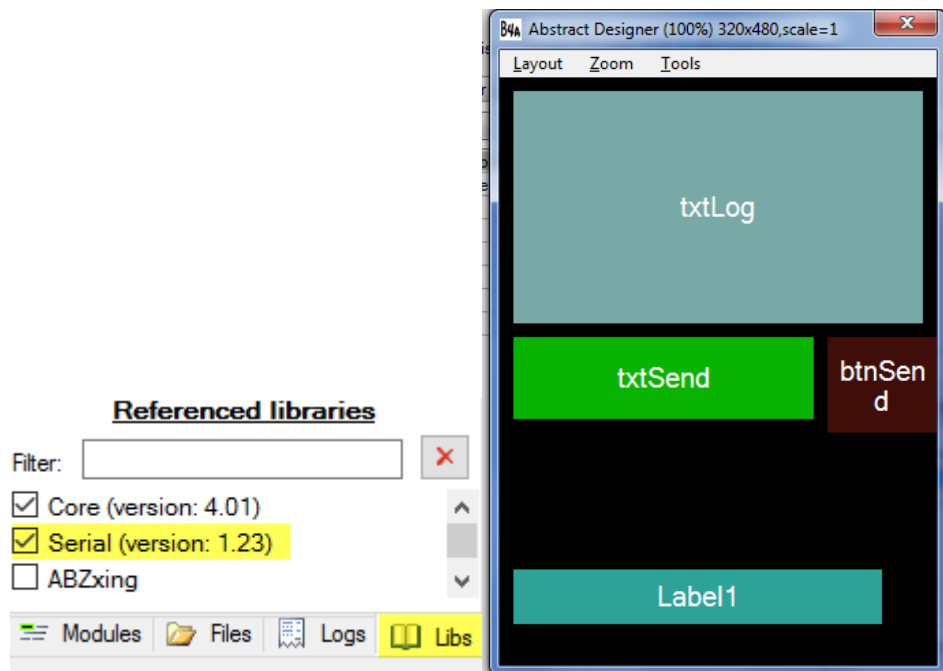 Referenced libraries
Filter:
Core (version: 4.01)
Serial (version: 1.23)
ABZxing
Modules Files Logs Libs
B4A Abstract Designer (100%) 320x480,scale=1
Layout Zoom Tools
txtLog
txtSend
btnSen
d
Label1